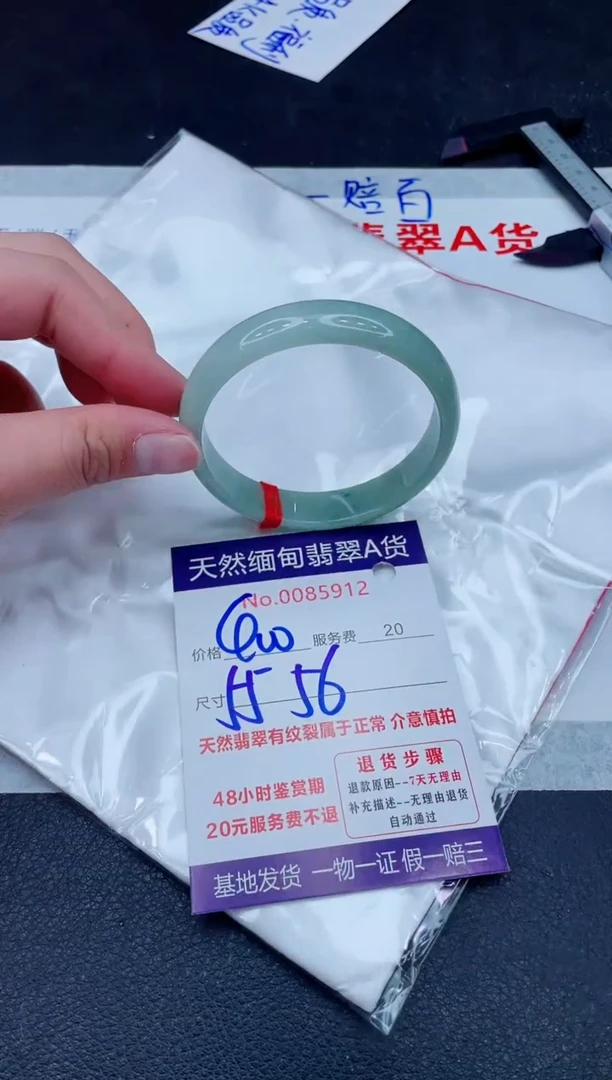 一赔百
翡翠A货
天然缅甸翡翠A货
No.0085912
价格 服务费 20
尺寸 55 56
天然翡翠有纹裂属于正常 介意慎拍
48小时鉴赏期
20元服务费不退
退货步骤
退款原因--7天无理由
补充描述--无理由退货
自动通过
基地发货 一物一证 假一赔三